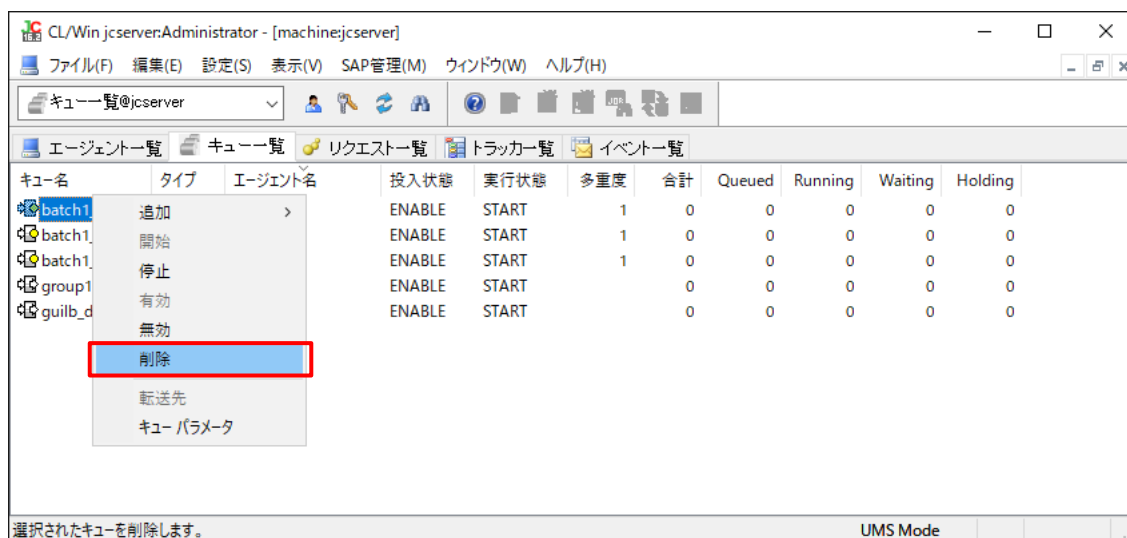 CL/Win jcserver:Administrator - [machine:jcserver]
ファイル(F) 編集(E) 設定(S) 表示(V) SAP管理(M) ウィンドウ(W) ヘルプ(H)
キュー一覧@jcserver
エージェント一覧 キュー一覧 リクエスト一覧 トラッカ一覧 イベント一覧
キュー名 タイプ エージェント名 投入状態 実行状態 多重度 合計 Queued Running Waiting Holding
batch1_ ENABLE START 1 0 0 0 0 0
batch1_ ENABLE START 1 0 0 0 0 0
batch1_ ENABLE START 1 0 0 0 0 0
group1 ENABLE START 0 0 0 0 0
guilb_d ENABLE START 0 0 0 0 0
追加
開始
停止
有効
無効
削除
転送先
キュー パラメータ
選択されたキューを削除します。 UMS Mode